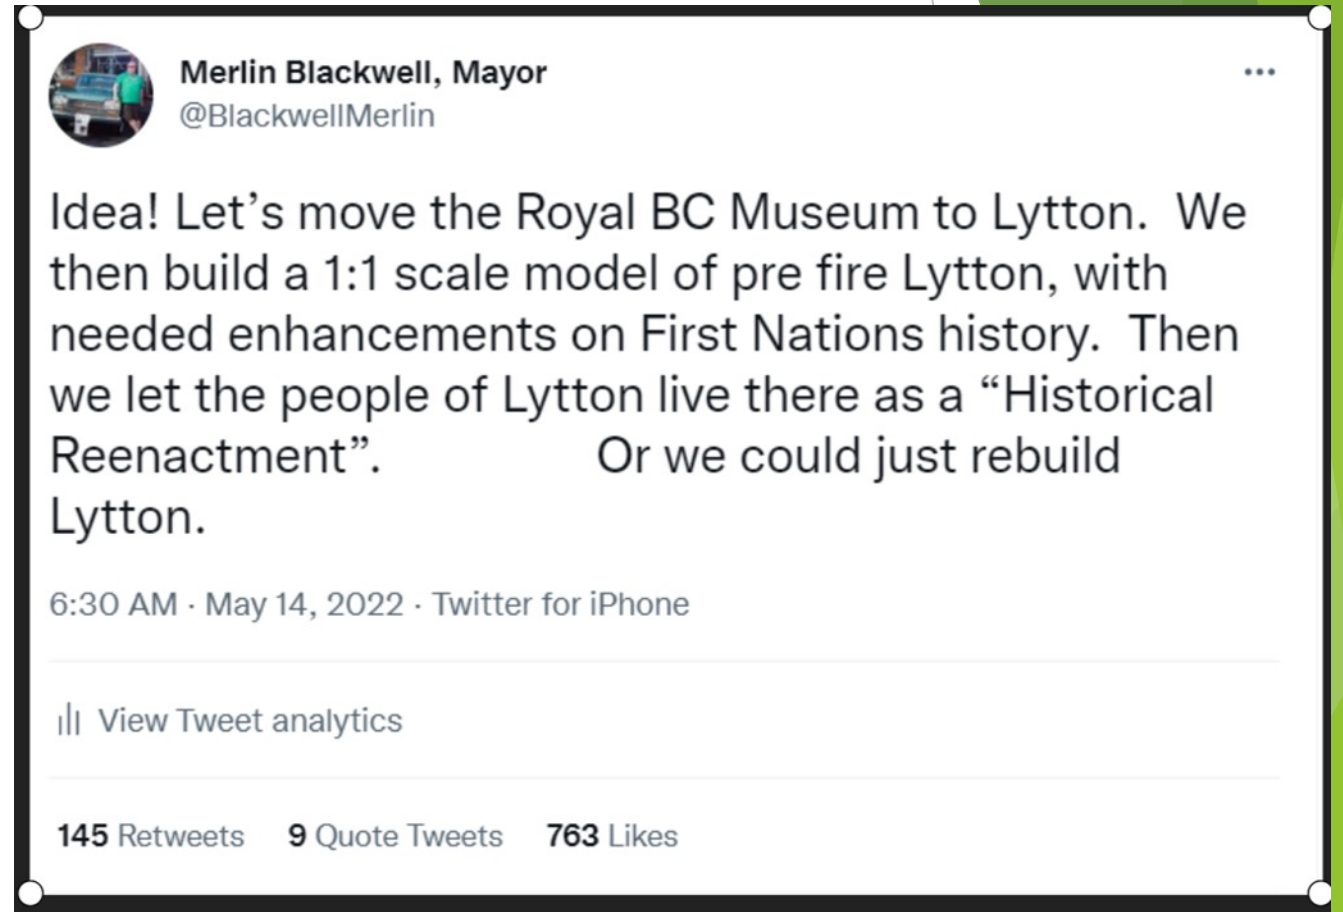 Merlin Blackwell, Mayor
@BlackwellMerlin
Idea! Let’s move the Royal BC Museum to Lytton.  We
then build a 1:1 scale model of pre fire Lytton, with
needed enhancements on First Nations history.  Then
we let the people of Lytton live there as a “Historical
Reenactment”.                Or we could just rebuild
Lytton.
6:30 AM · May 14, 2022 · Twitter for iPhone
View Tweet analytics
145 Retweets 9 Quote Tweets 763 Likes